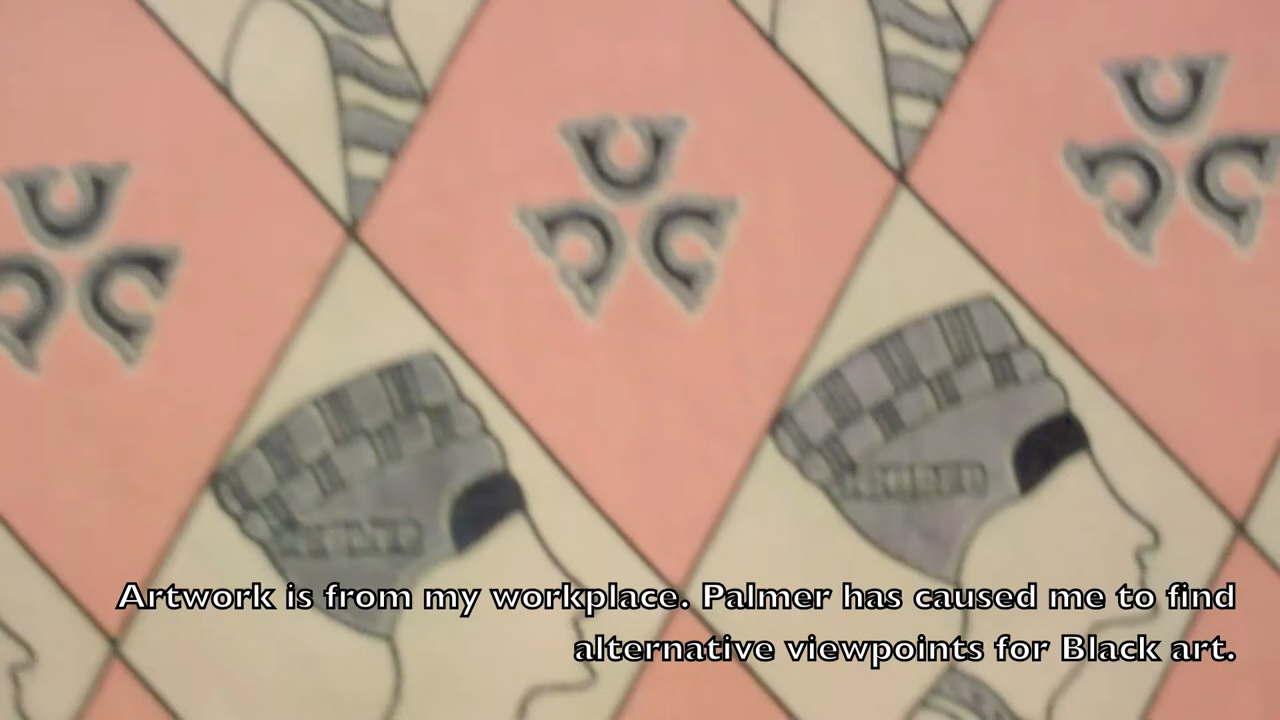 Artwork is from my workplace. Palmer has caused me to find
alternative viewpoints for Black art.